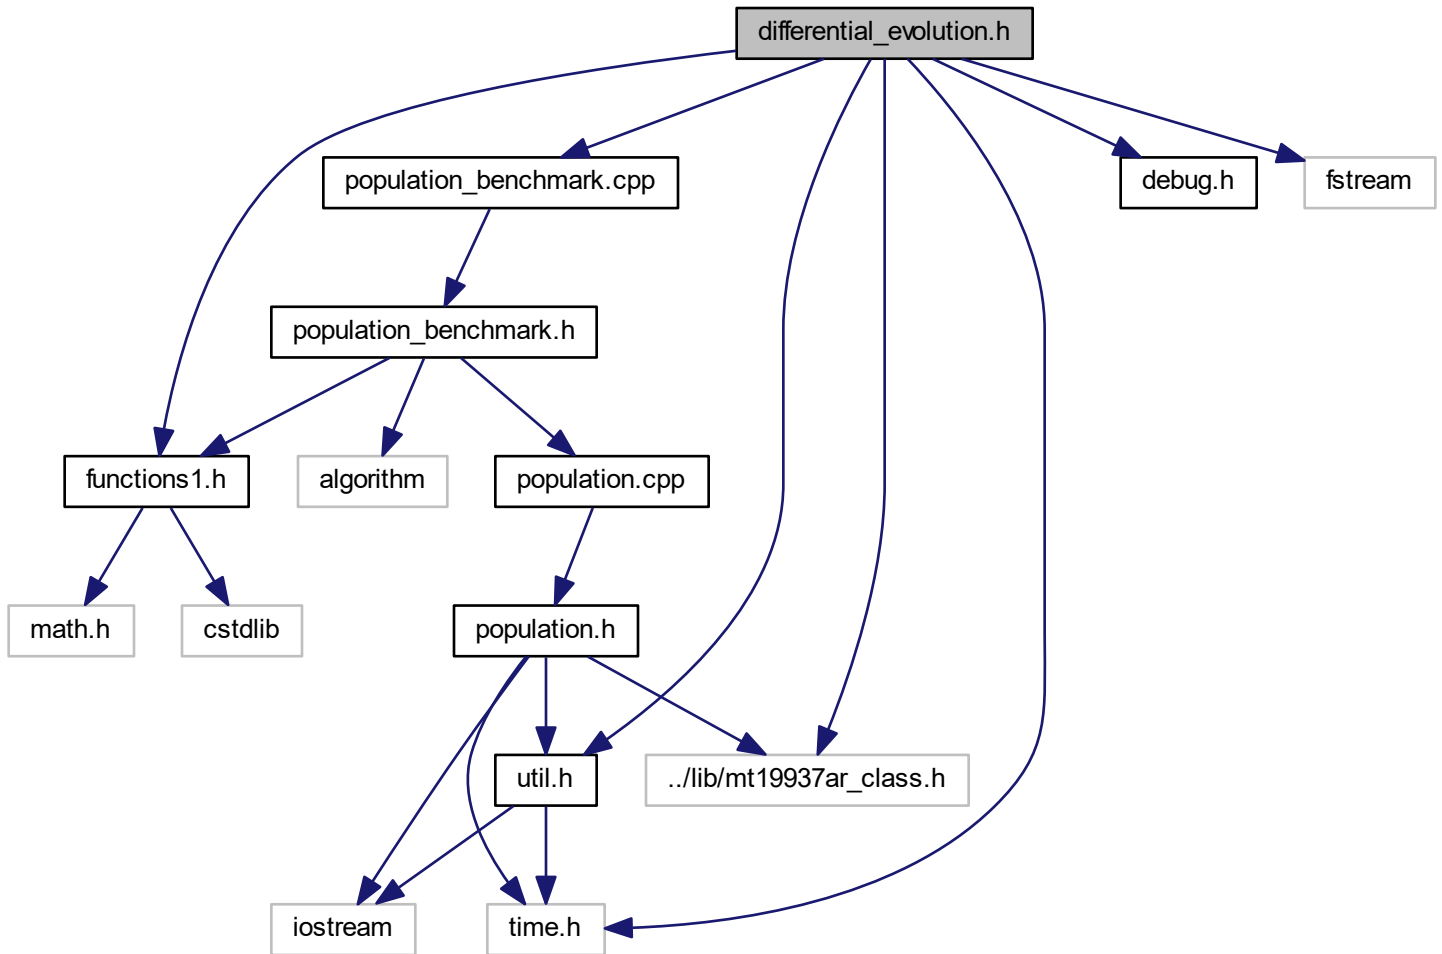 differential_evolution.h
population_benchmark.cpp
debug.h
fstream
population_benchmark.h
functions1.h
algorithm
population.cpp
math.h
cstdlib
population.h
util.h
../lib/mt19937ar_class.h
iostream
time.h